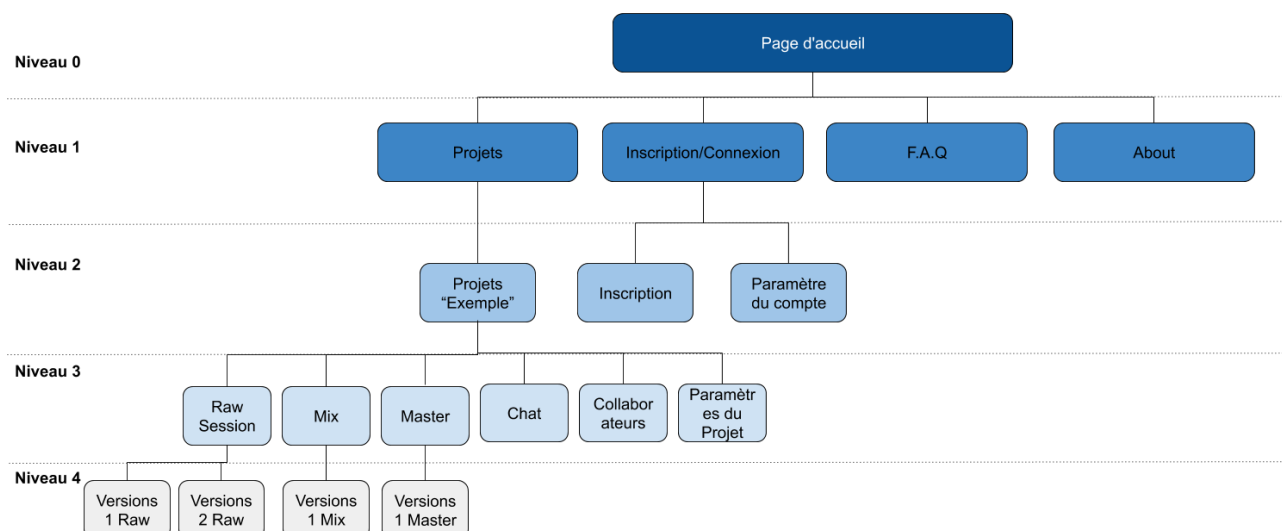 Page d'accueil
Niveau 0
Niveau 1
Projets
Inscription/Connexion
F.A.Q
About
Niveau 2
Projets
“Exemple”
Inscription
Paramètre
du compte
Niveau 3
Raw
Session
Mix
Master
Chat
Collabor
ateurs
Paramètr
es du
Projet
Niveau 4
Versions
1 Raw
Versions
2 Raw
Versions
1 Mix
Versions
1 Master